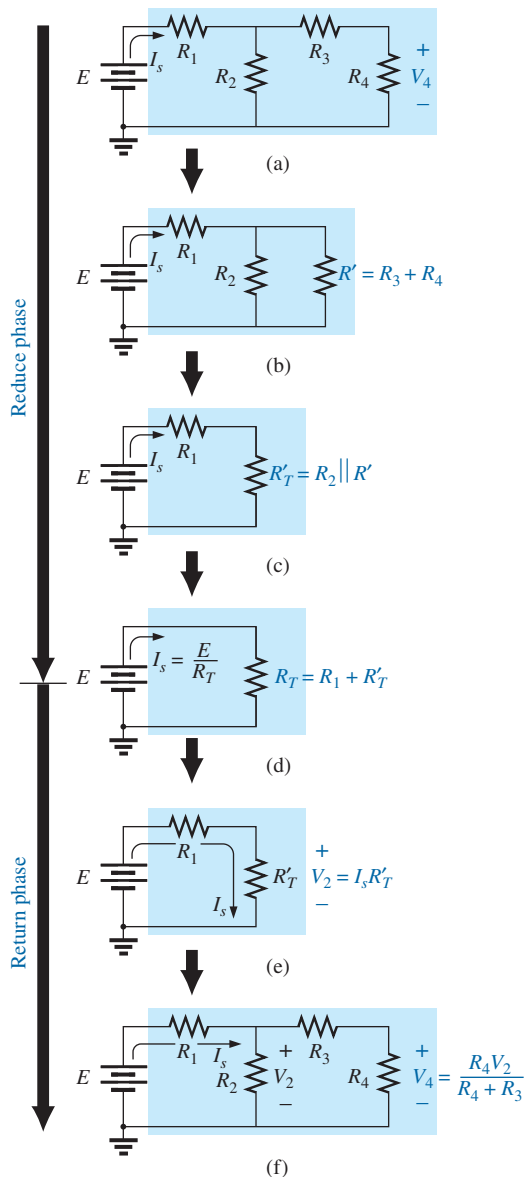 Reduce phase
Return phase
E
I_s
R_1
R_2
R_3
R_4
+
V_4
−
(a)
E
I_s
R_1
R_2
R′ = R_3 + R_4
(b)
E
I_s
R_1
R′_T = R_2 || R′
(c)
E
I_s = E/R_T
R_T = R_1 + R′_T
(d)
E
R_1
I_s
R′_T
+
V_2 = I_sR′_T
−
(e)
E
R_1
I_s
R_2
+
V_2
−
R_3
R_4
+
V_4 = R_4V_2/(R_4 + R_3)
−
(f)